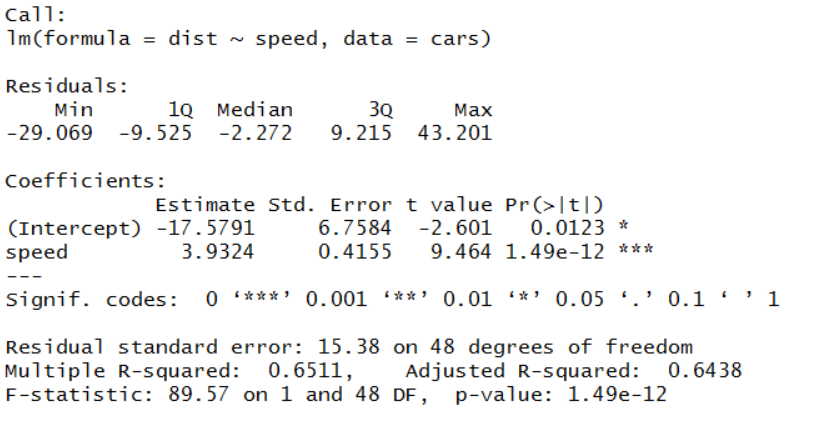 Call:
lm(formula = dist ~ speed, data = cars)
Residuals:
    Min      1Q  Median      3Q     Max
-29.069  -9.525  -2.272   9.215  43.201
Coefficients:
            Estimate Std. Error t value Pr(>|t|)
(Intercept) -17.5791     6.7584  -2.601   0.0123 *
speed         3.9324     0.4155   9.464 1.49e-12 ***
---
Signif. codes:  0 ‘***’ 0.001 ‘**’ 0.01 ‘*’ 0.05 ‘.’ 0.1 ‘ ’ 1
Residual standard error: 15.38 on 48 degrees of freedom
Multiple R-squared:  0.6511,    Adjusted R-squared:  0.6438
F-statistic: 89.57 on 1 and 48 DF,  p-value: 1.49e-12